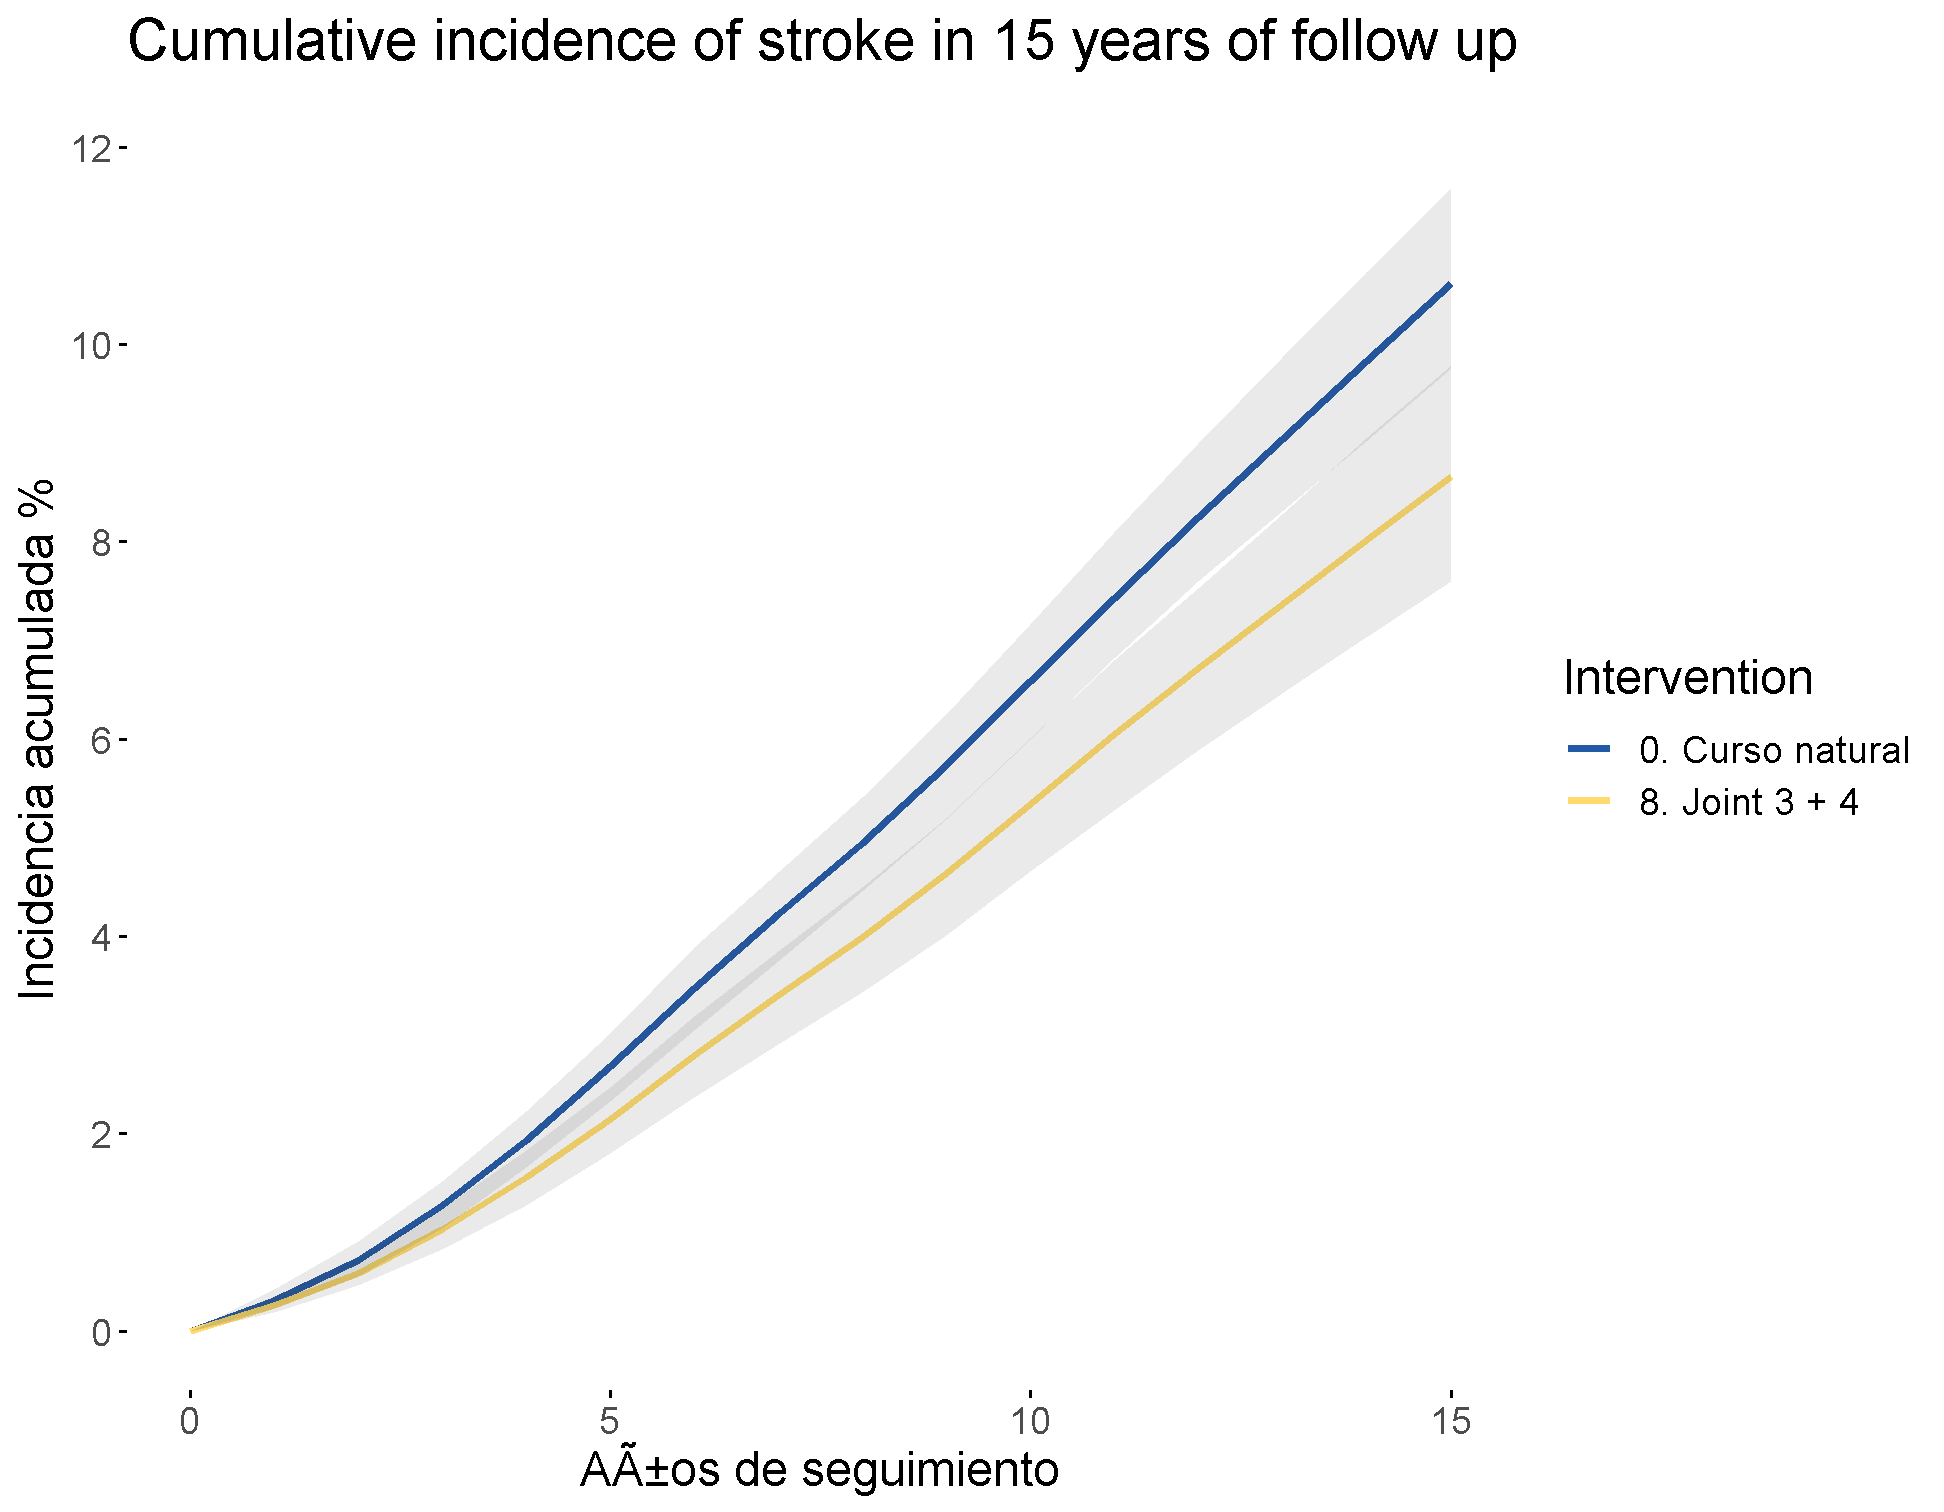 Cumulative incidence of stroke in 15 years of follow up
12
10
8
6
4
2
0
Incidencia acumulada %
0 5 10 15
AÃ±os de seguimiento
Intervention
0. Curso natural
8. Joint 3 + 4